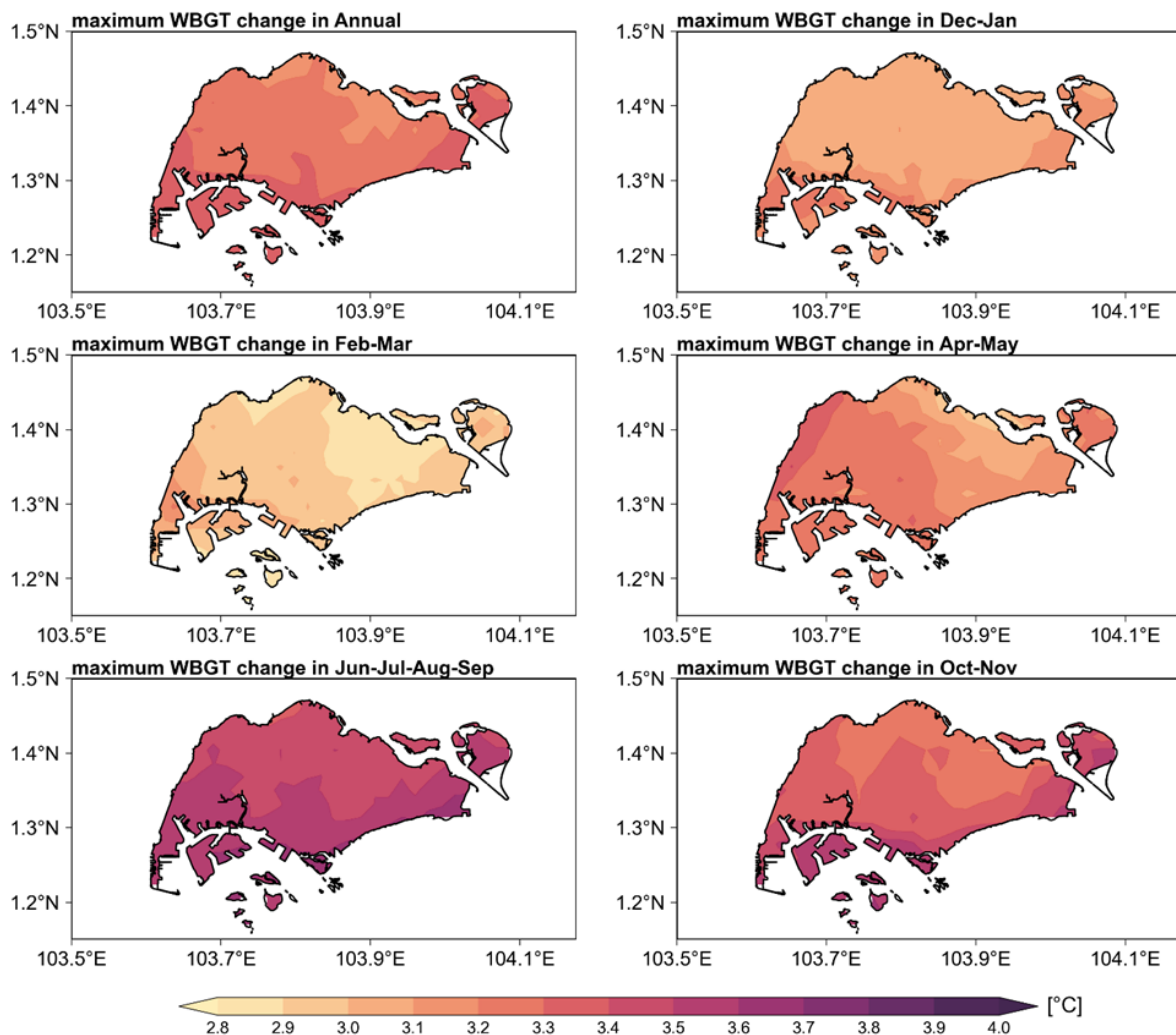 maximum WBGT change in Annual
maximum WBGT change in Dec-Jan
1.5°N
1.4°N
1.3°N
1.2°N
103.5°E 103.7°E 103.9°E 104.1°E
1.5°N
1.4°N
1.3°N
1.2°N
103.5°E 103.7°E 103.9°E 104.1°E
maximum WBGT change in Feb-Mar
maximum WBGT change in Apr-May
1.5°N
1.4°N
1.3°N
1.2°N
103.5°E 103.7°E 103.9°E 104.1°E
1.5°N
1.4°N
1.3°N
1.2°N
103.5°E 103.7°E 103.9°E 104.1°E
maximum WBGT change in Jun-Jul-Aug-Sep
maximum WBGT change in Oct-Nov
1.5°N
1.4°N
1.3°N
1.2°N
103.5°E 103.7°E 103.9°E 104.1°E
1.5°N
1.4°N
1.3°N
1.2°N
103.5°E 103.7°E 103.9°E 104.1°E
[°C]
2.8 2.9 3.0 3.1 3.2 3.3 3.4 3.5 3.6 3.7 3.8 3.9 4.0